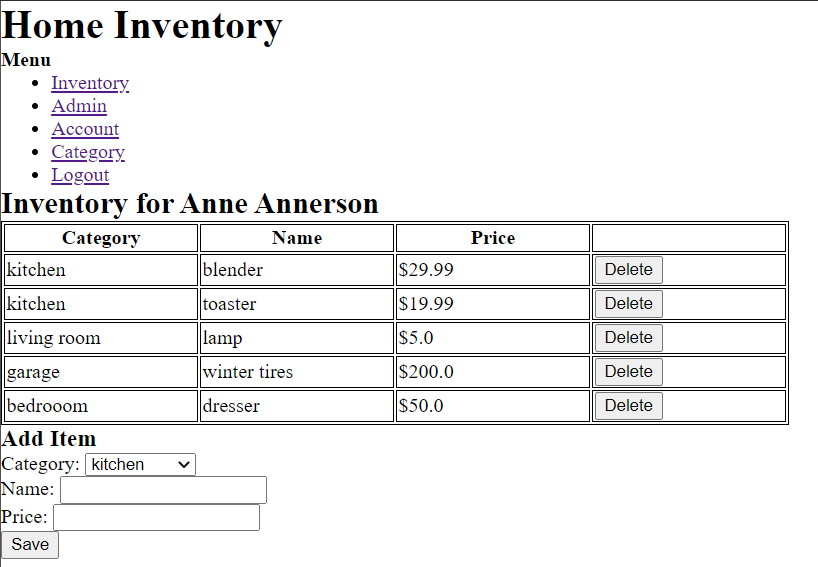 Home Inventory
Menu
Inventory
Admin
Account
Category
Logout
Inventory for Anne Annerson
Category Name Price
kitchen blender $29.99 Delete
kitchen toaster $19.99 Delete
living room lamp $5.0 Delete
garage winter tires $200.0 Delete
bedrooom dresser $50.0 Delete
Add Item
Category: kitchen
Name:
Price:
Save